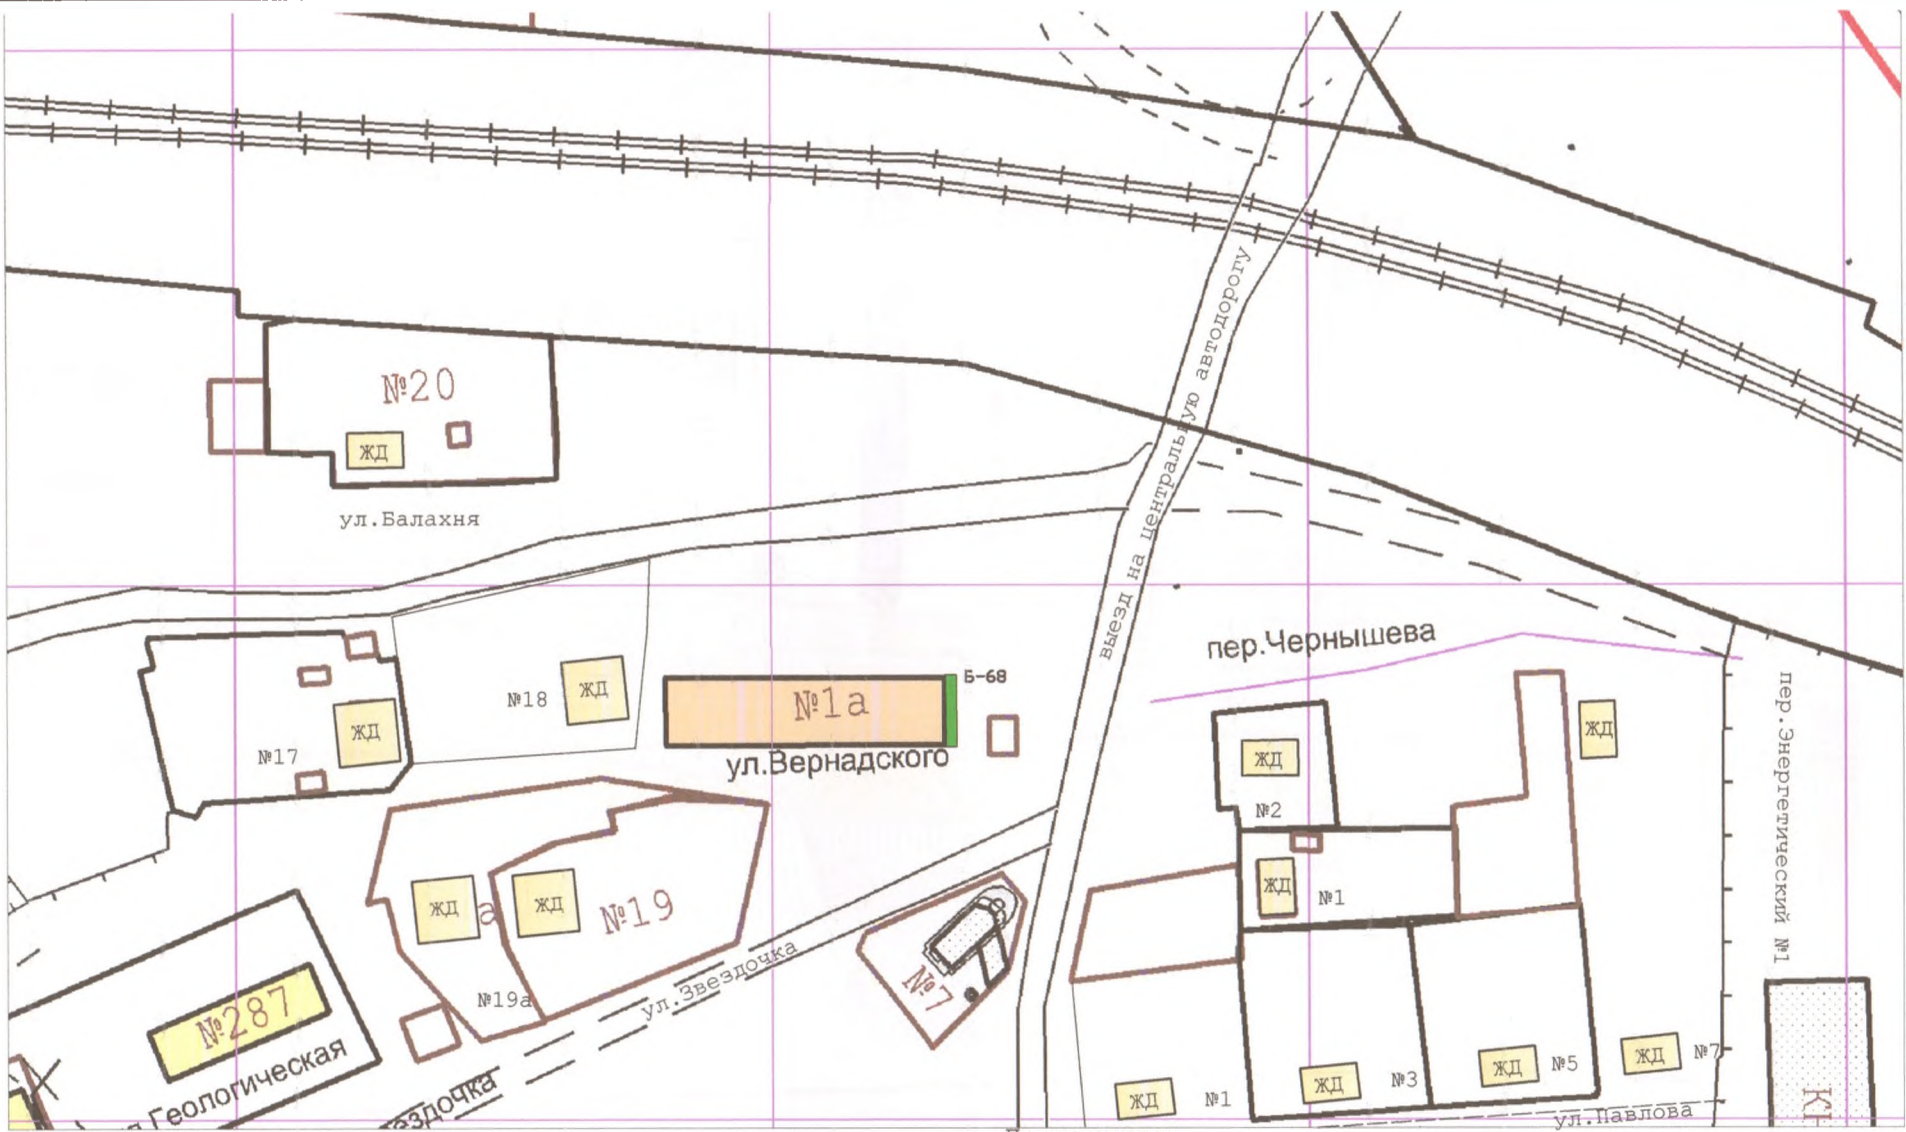 №20
ЖД
ул.Балахня
выезд на центральную автодорогу
пер.Чернышева
№18
ЖД
№17
ЖД
№1а
Б-68
ул.Вернадского
ЖД
№2
ЖД
№1
ЖД
пер.Энергетический №1
ЖД
а
ЖД
№19
№19а
ул.Звездочка
№7
№287
Геологическая
ездочка
ЖД
№1
ЖД
№3
ЖД
№5
ЖД
№7
ул.Павлова